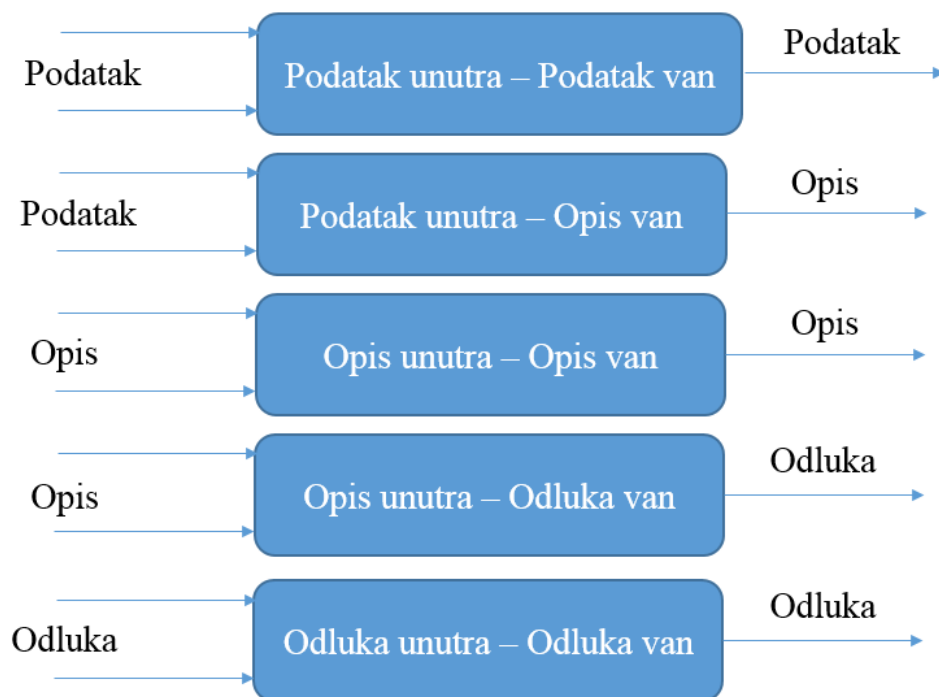 Podatak
Podatak unutra – Podatak van
Podatak
Podatak
Podatak unutra – Opis van
Opis
Opis
Opis unutra – Opis van
Opis
Opis
Opis unutra – Odluka van
Odluka
Odluka
Odluka unutra – Odluka van
Odluka